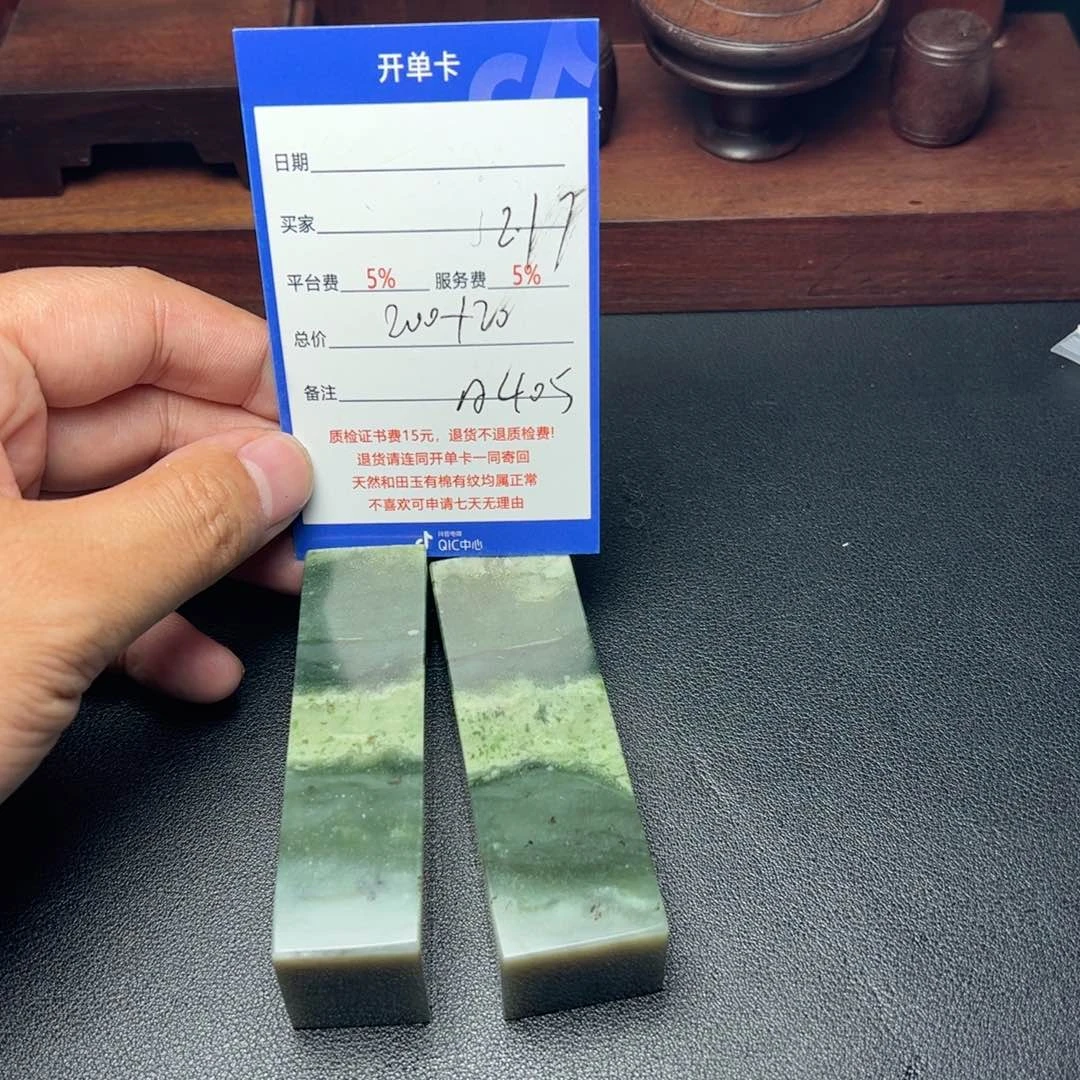 开单卡
日期
买家 217
平台费 5% 服务费 5%
总价 200+20
备注 A405
质检证书费15元，退货不退质检费!
退货请连同开单卡一同寄回
天然和田玉有棉有纹均属正常
不喜欢可申请七天无理由
抖音电商
QIC中心